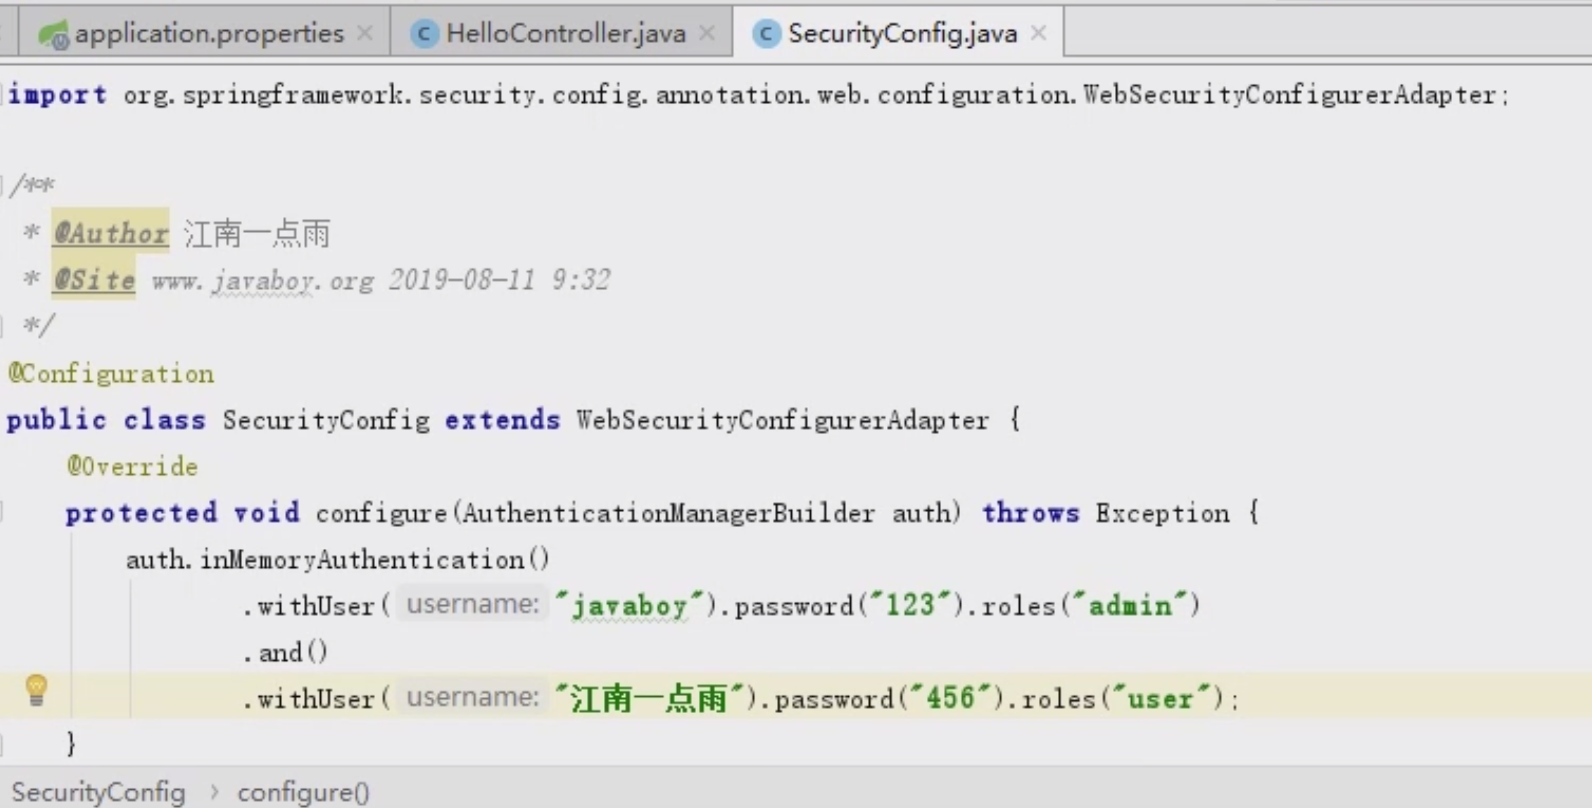 application.properties HelloController.java SecurityConfig.java
import org.springframework.security.config.annotation.web.configuration.WebSecurityConfigurerAdapter;
/**
* @Author 江南一点雨
* @Site www.javaboy.org 2019-08-11 9:32
*/
@Configuration
public class SecurityConfig extends WebSecurityConfigurerAdapter {
@Override
protected void configure(AuthenticationManagerBuilder auth) throws Exception {
auth.inMemoryAuthentication()
.withUser( username: "javaboy").password("123").roles("admin")
.and()
.withUser( username: "江南一点雨").password("456").roles("user");
}
SecurityConfig › configure()